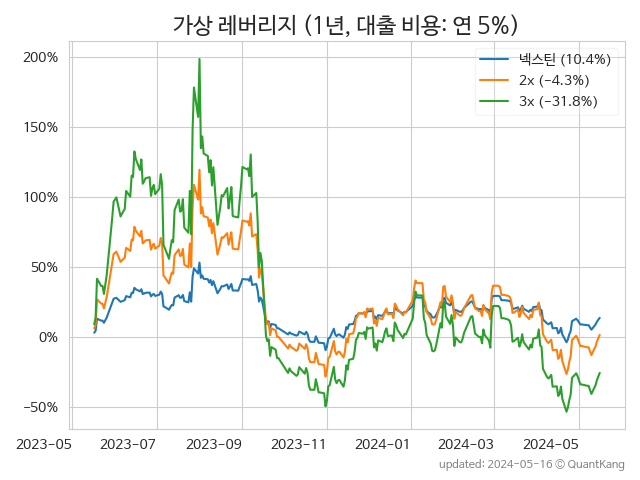 가상 레버리지 (1년, 대출 비용: 연 5%)
넥스틴 (10.4%)
2x (−4.3%)
3x (−31.8%)
200%
150%
100%
50%
0%
−50%
2023-05 2023-07 2023-09 2023-11 2024-01 2024-03 2024-05
updated: 2024-05-16 © QuantKang